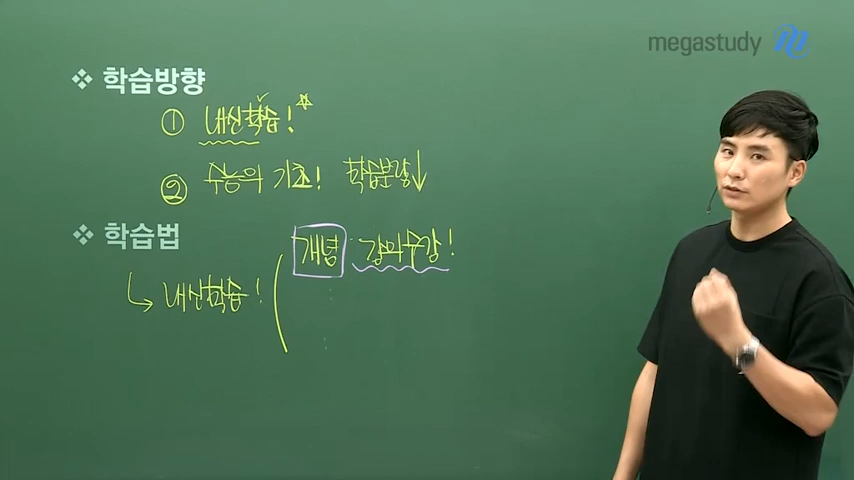 megastudy
❖ 학습방향
① 내신학습!
② 수능의 기초! 학습분량↓
❖ 학습법
개념 강의수강!
↳ 내신학습!